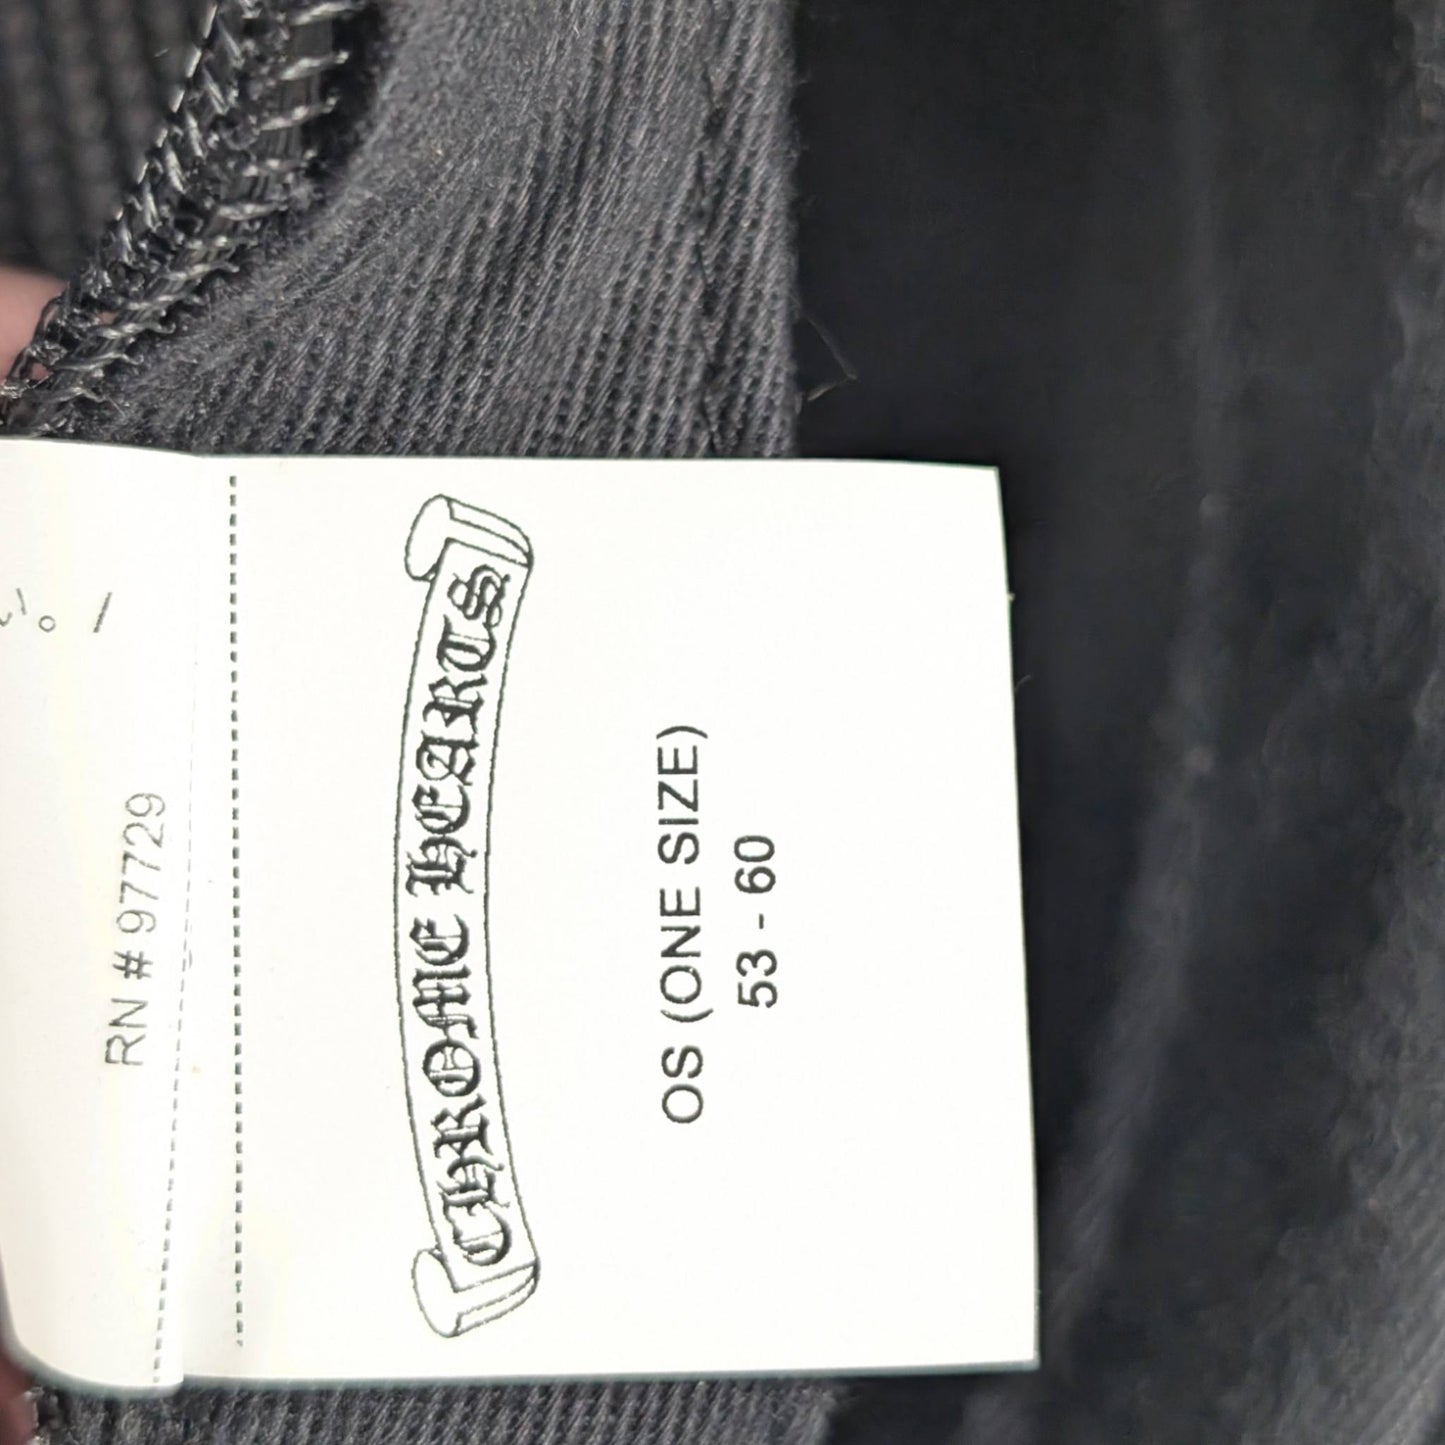 RN # 97729
CHROME HEARTS
OS (ONE SIZE)
53 - 60